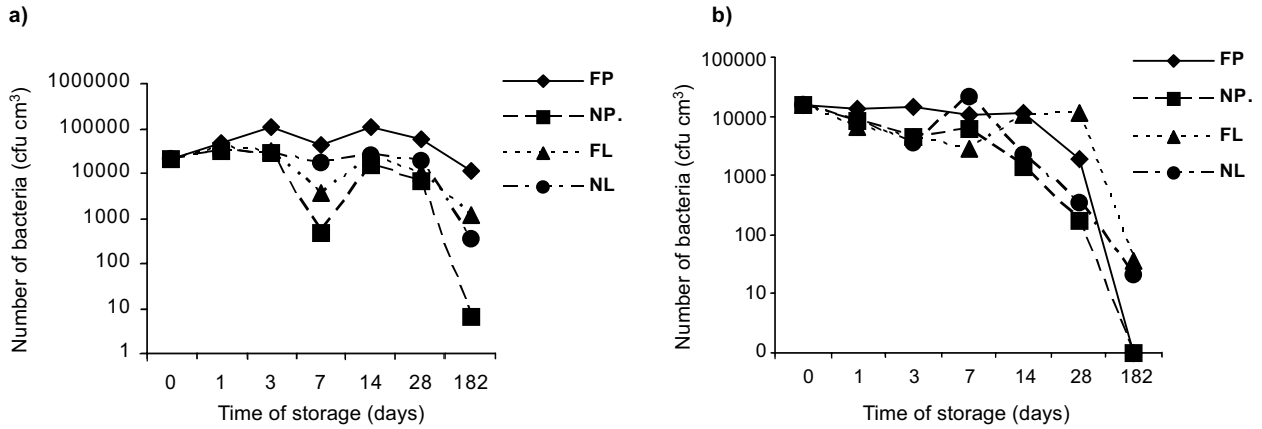 a)
Number of bacteria (cfu cm³)
1000000
100000
10000
1000
100
10
1
0 1 3 7 14 28 182
Time of storage (days)
FP
NP.
FL
NL
b)
Number of bacteria (cfu cm³)
100000
10000
1000
100
10
0
0 1 3 7 14 28 182
Time of storage (days)
FP
NP.
FL
NL